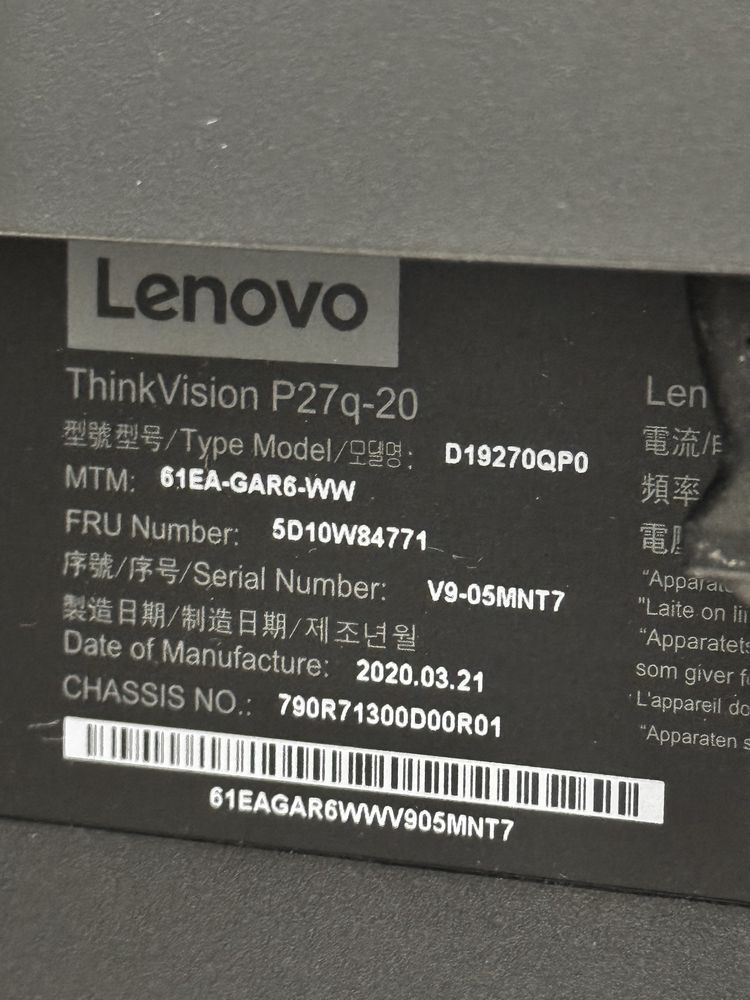 Lenovo
ThinkVision P27q-20
型號型号/Type Model/모델명: D19270QP0
MTM: 61EA-GAR6-WW
FRU Number: 5D10W84771
序號/序号/Serial Number: V9-05MNT7
製造日期/制造日期/제조년월
Date of Manufacture: 2020.03.21
CHASSIS NO.: 790R71300D00R01
61EAGAR6WWV905MNT7
Len
電流/
頻率
電
"Laite on
"Apparatets
som giver
L'appareil
"Apparaten